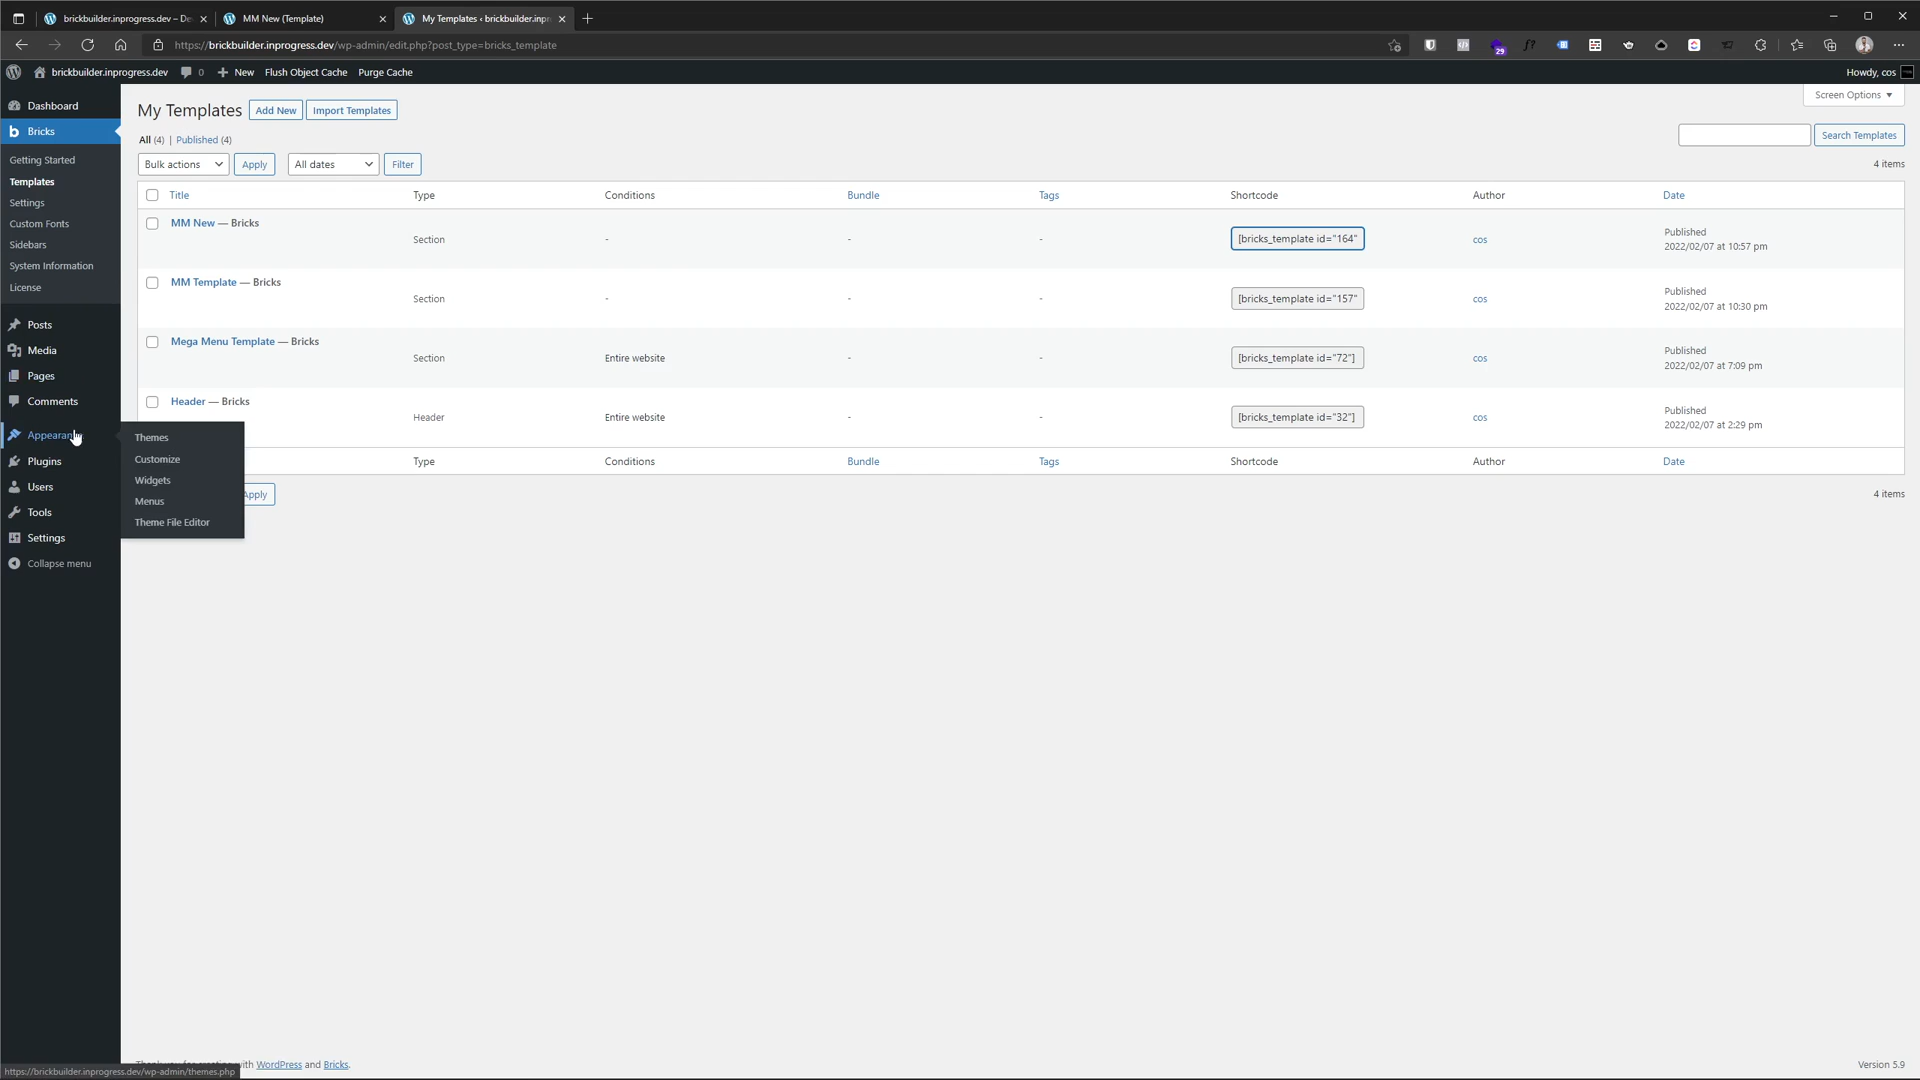 brickbuilder.inprogress.dev – De
MM New (Template)
My Templates ‹ brickbuilder.inpr
https://brickbuilder.inprogress.dev/wp-admin/edit.php?post_type=bricks_template
29
f?
brickbuilder.inprogress.dev
0
New
Flush Object Cache
Purge Cache
Howdy, cos
Dashboard
Bricks
Getting Started
Templates
Settings
Custom Fonts
Sidebars
System Information
License
Posts
Media
Pages
Comments
Appearan
Plugins
Users
Tools
Settings
Collapse menu
Themes
Customize
Widgets
Menus
Theme File Editor
My Templates
Add New
Import Templates
Screen Options
All (4) | Published (4)
Search Templates
Bulk actions
Apply
All dates
Filter
4 items
Title Type Conditions Bundle Tags Shortcode Author Date
MM New — Bricks
Section - - - [bricks_template id="164" cos Published
2022/02/07 at 10:57 pm
MM Template — Bricks
Section - - - [bricks_template id="157" cos Published
2022/02/07 at 10:30 pm
Mega Menu Template — Bricks
Section Entire website - - [bricks_template id="72"] cos Published
2022/02/07 at 7:09 pm
Header — Bricks
Header Entire website - - [bricks_template id="32"] cos Published
2022/02/07 at 2:29 pm
Type Conditions Bundle Tags Shortcode Author Date
Apply
4 items
with WordPress and Bricks.
Version 5.9
https://brickbuilder.inprogress.dev/wp-admin/themes.php